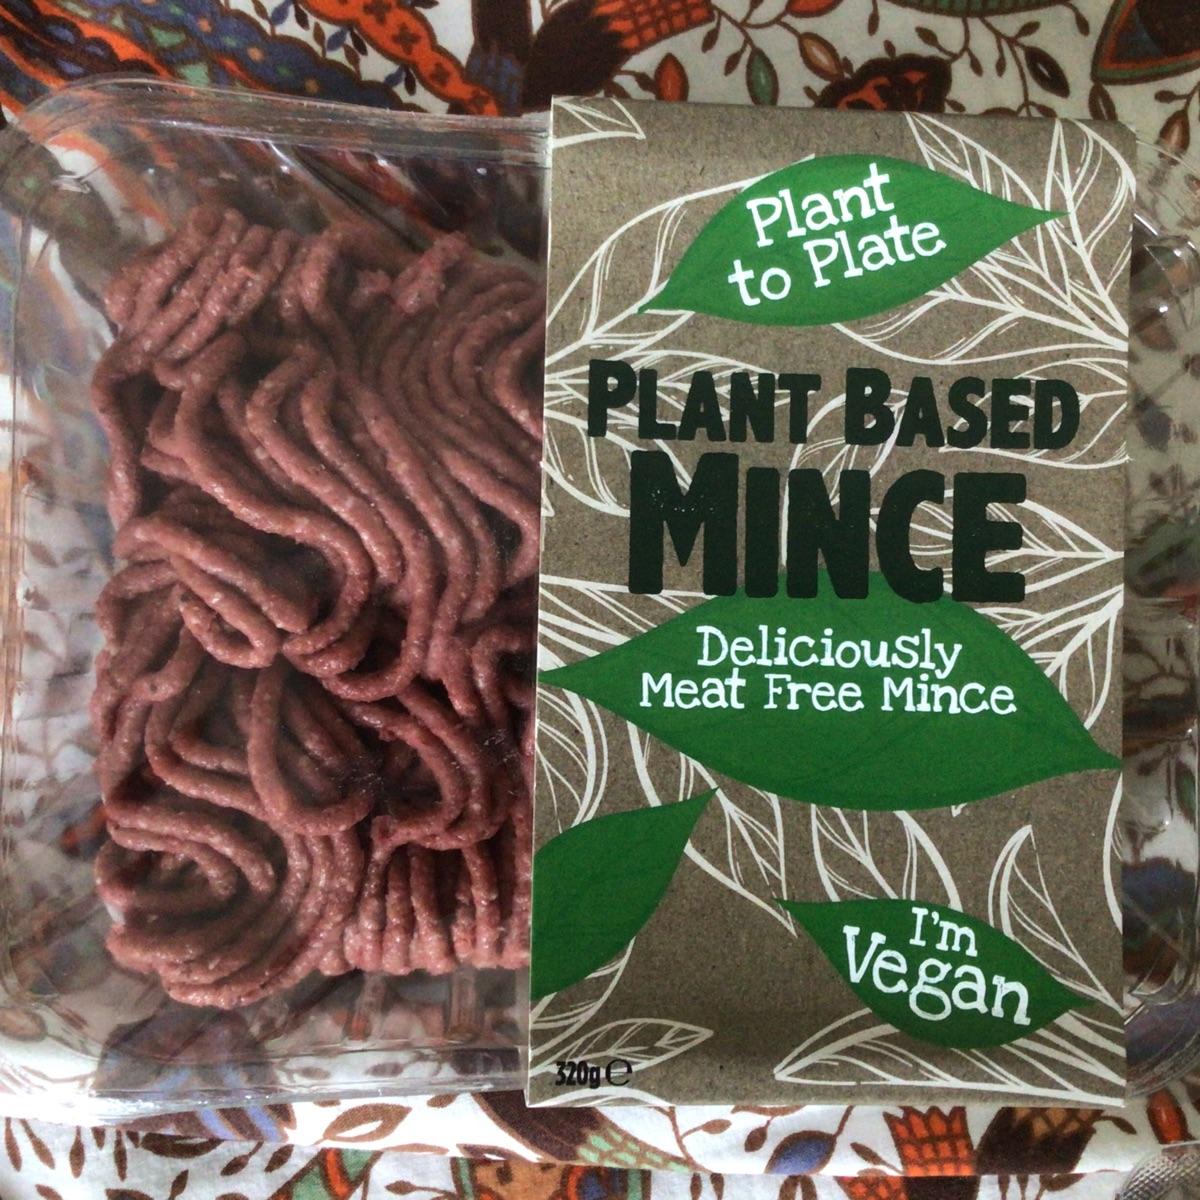 Plant
to Plate
PLANT BASED
MINCE
Deliciously
Meat Free Mince
I'm
Vegan
320g ℮